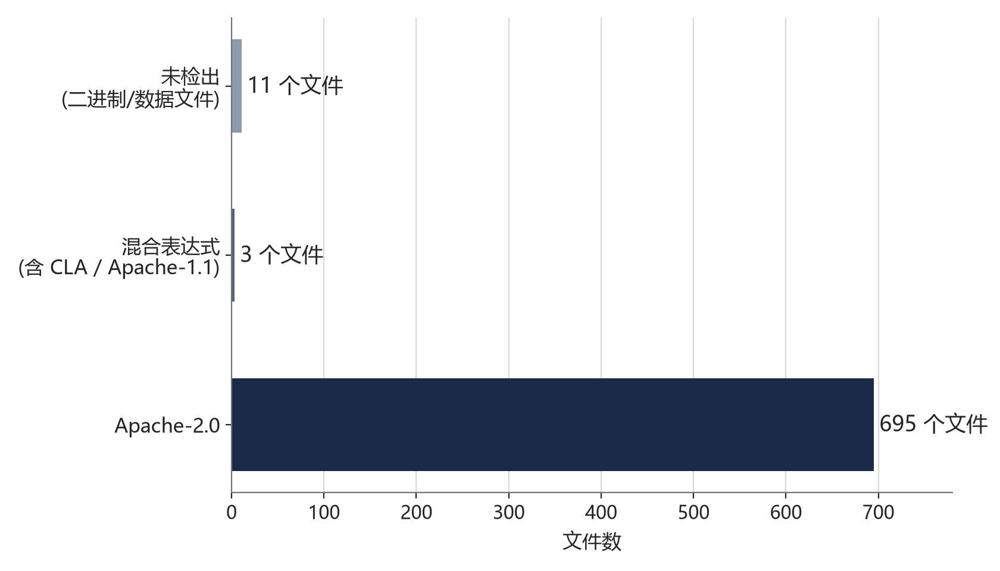 未检出
(二进制/数据文件)
11 个文件
混合表达式
(含 CLA / Apache-1.1)
3 个文件
Apache-2.0
695 个文件
0 100 200 300 400 500 600 700
文件数